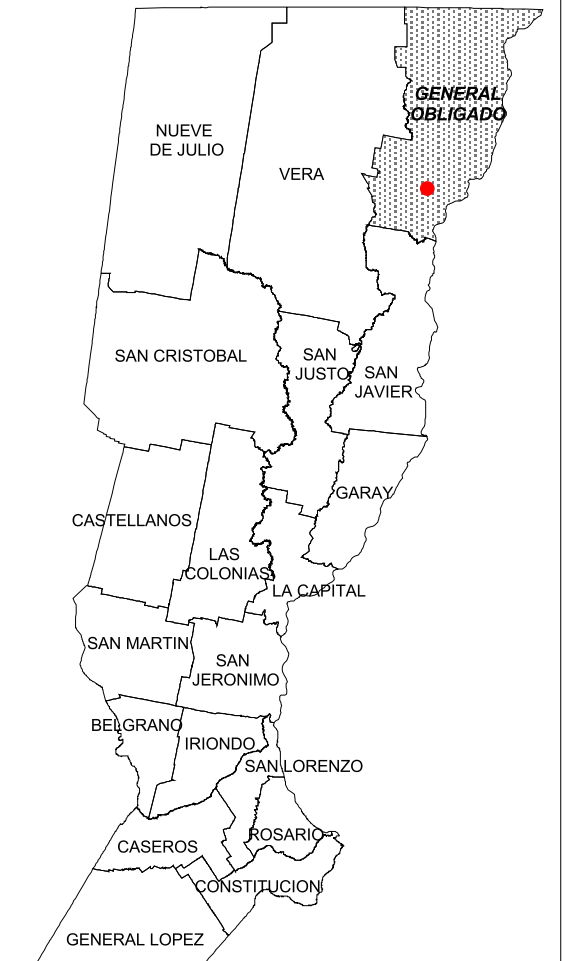 GENERAL
OBLIGADO
NUEVE
DE JULIO
VERA
SAN CRISTOBAL
SAN
JUSTO
SAN
JAVIER
GARAY
CASTELLANOS
LAS
COLONIAS
LA CAPITAL
SAN MARTIN
SAN
JERONIMO
BELGRANO
IRIONDO
SAN LORENZO
ROSARIO
CASEROS
CONSTITUCION
GENERAL LOPEZ